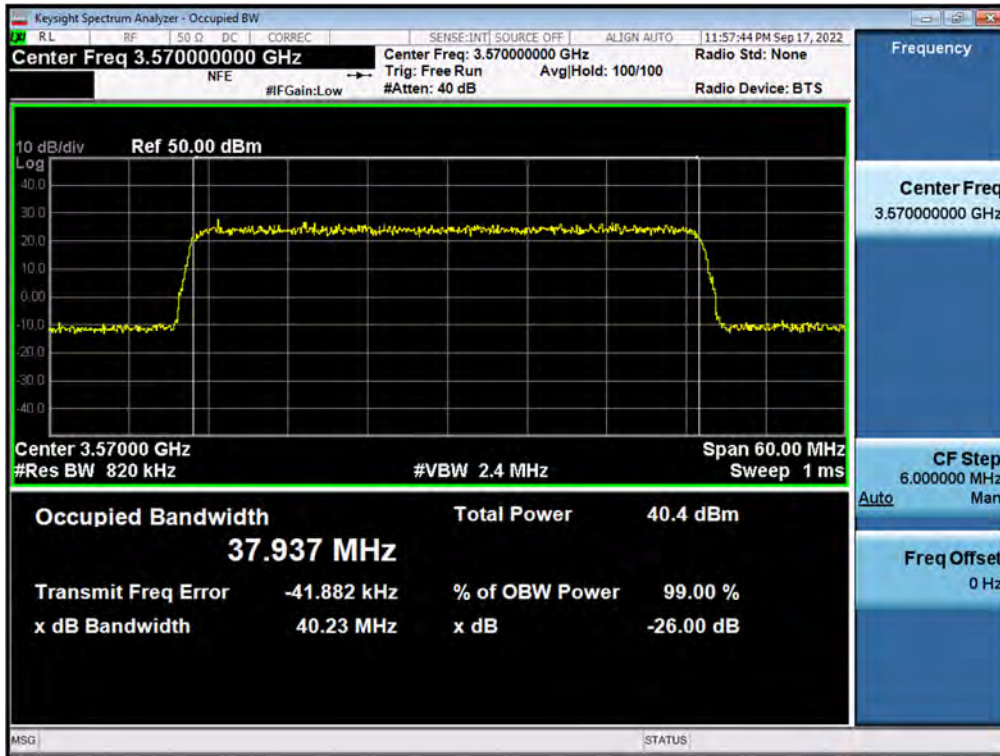 Keysight Spectrum Analyzer - Occupied BW
LXI RL RF 50 Ω DC CORREC SENSE:INT SOURCE OFF ALIGN AUTO 11:57:44 PM Sep 17, 2022
Center Freq 3.570000000 GHz
NFE
#IFGain:Low
Center Freq: 3.570000000 GHz
Trig: Free Run Avg|Hold: 100/100
#Atten: 40 dB
Radio Std: None
Radio Device: BTS
10 dB/div Ref 50.00 dBm
Log
40.0
30.0
20.0
10.0
0.00
-10.0
-20.0
-30.0
-40.0
Center 3.57000 GHz Span 60.00 MHz
#Res BW 820 kHz #VBW 2.4 MHz Sweep 1 ms
Occupied Bandwidth Total Power 40.4 dBm
37.937 MHz
Transmit Freq Error -41.882 kHz % of OBW Power 99.00 %
x dB Bandwidth 40.23 MHz x dB -26.00 dB
MSG STATUS
Frequency
Center Freq
3.570000000 GHz
CF Step
6.000000 MHz
Auto Man
Freq Offset
0 Hz